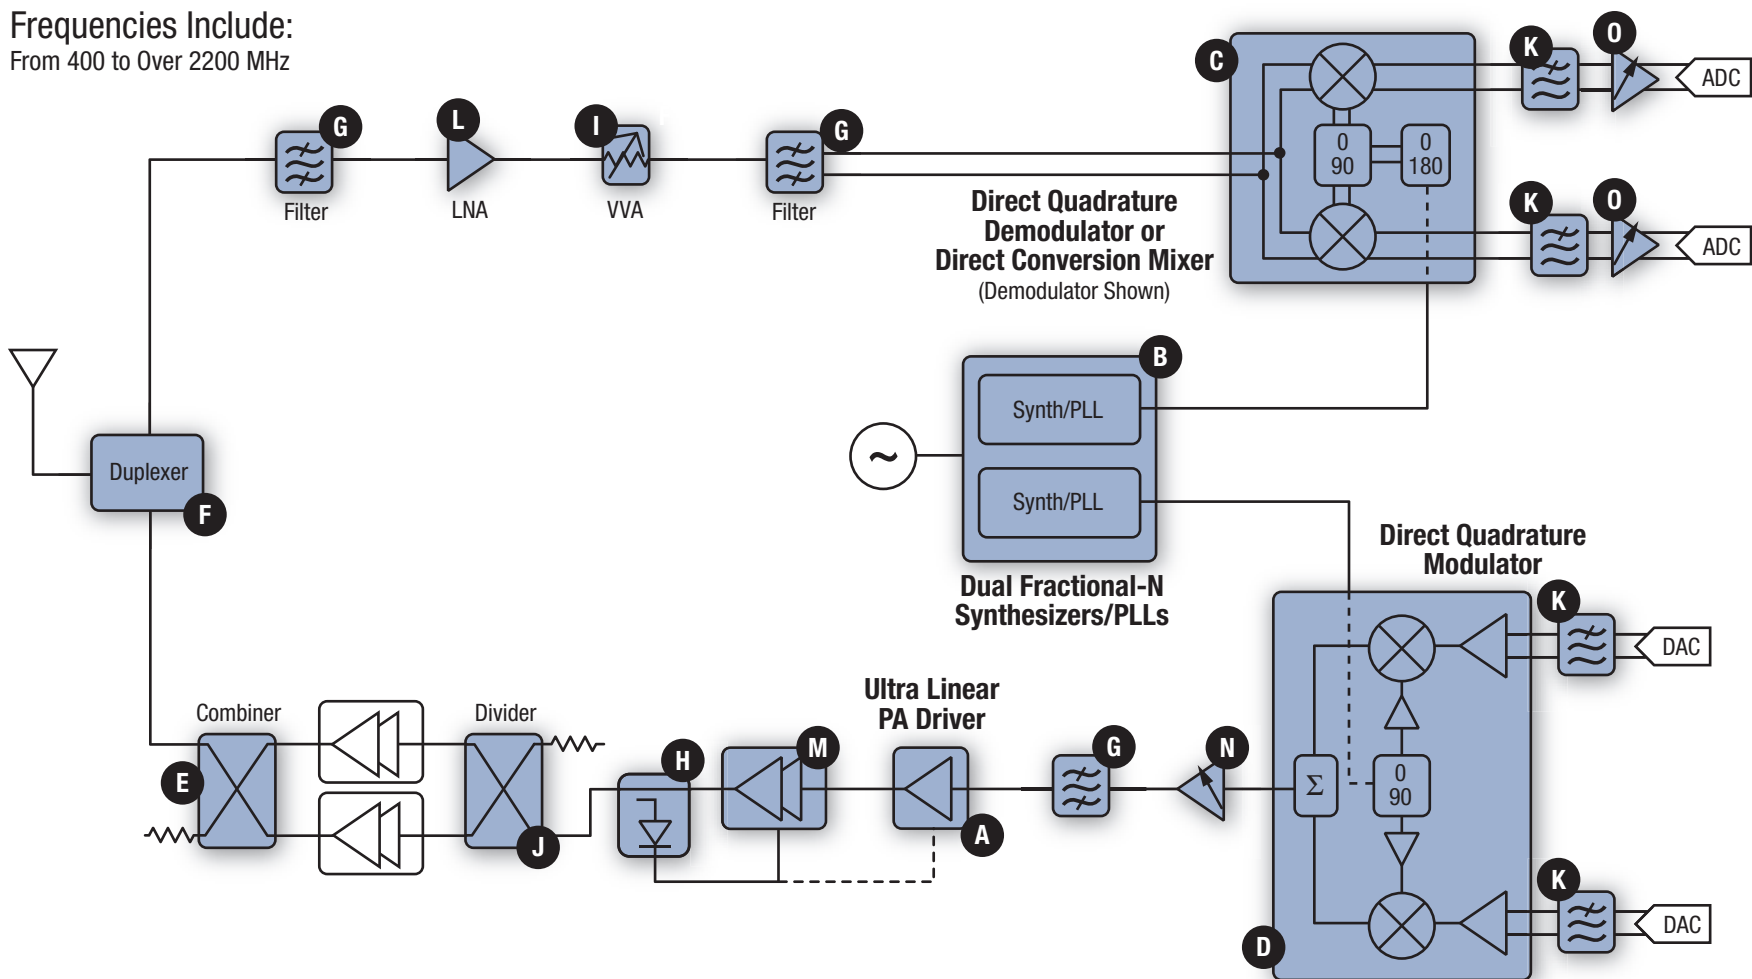 Frequencies Include:
From 400 to Over 2200 MHz
C
K
O
ADC
G
L
I
G
0
90
0
180
Filter
LNA
VVA
Filter
Direct Quadrature
Demodulator or
Direct Conversion Mixer
(Demodulator Shown)
K
O
ADC
B
Synth/PLL
~
Synth/PLL
Duplexer
F
Dual Fractional-N
Synthesizers/PLLs
Direct Quadrature
Modulator
K
DAC
Ultra Linear
PA Driver
Combiner
Divider
E
J
H
M
A
G
N
Σ
0
90
K
DAC
D